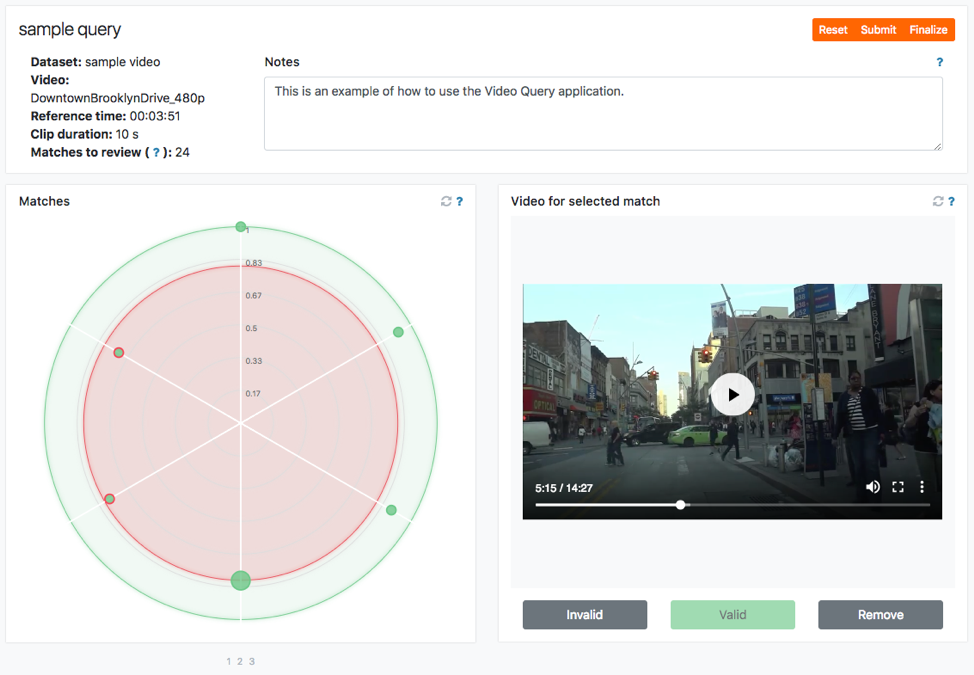 sample query
Reset Submit Finalize
Dataset: sample video
Video:
DowntownBrooklynDrive_480p
Reference time: 00:03:51
Clip duration: 10 s
Matches to review ( ? ): 24
Notes ?
This is an example of how to use the Video Query application.
Matches ?
1
0.83
0.67
0.5
0.33
0.17
1 2 3
Video for selected match ?
OPTICAL
5:15 / 14:27
Invalid Valid Remove